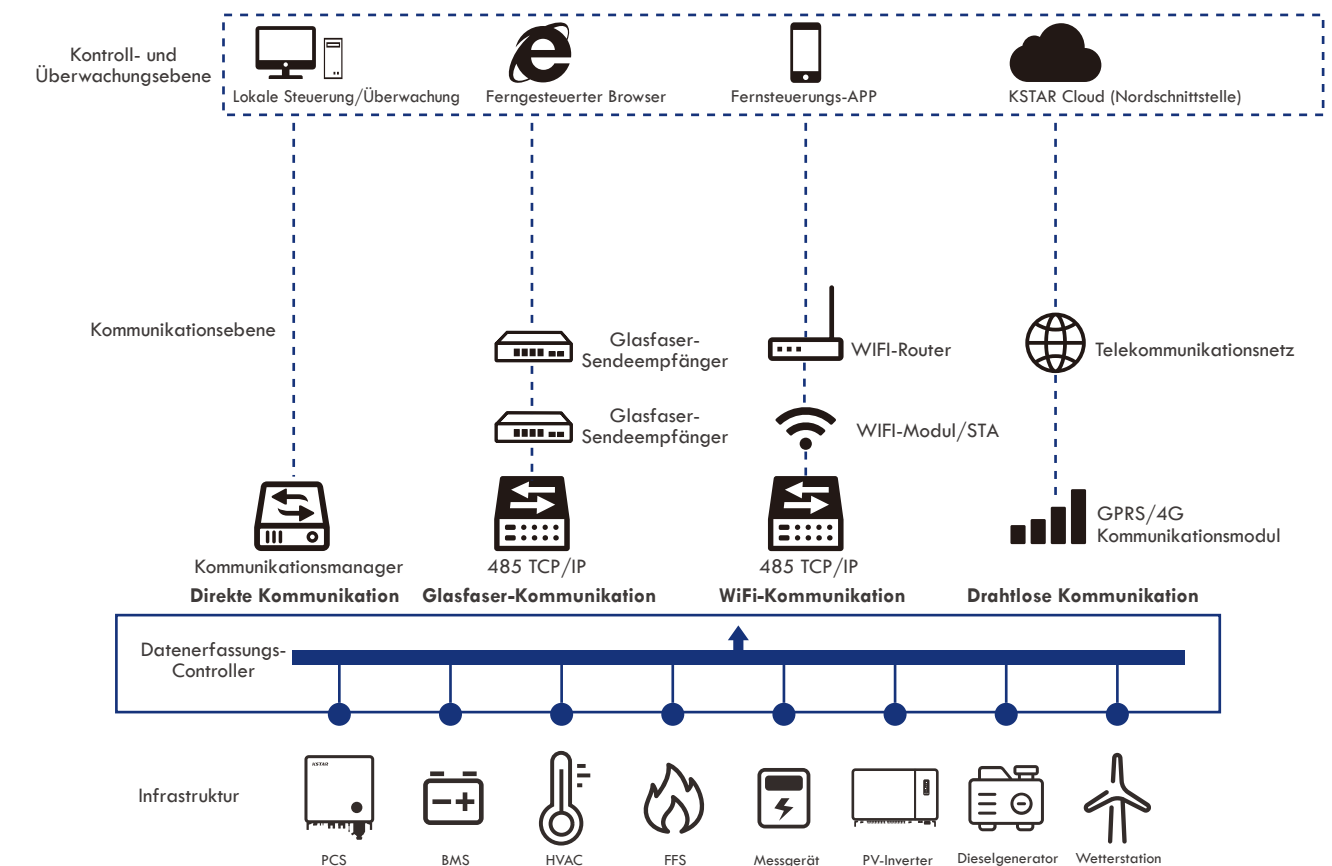 Kontroll- und
Überwachungsebene
Lokale Steuerung/Überwachung
Ferngesteuerter Browser
Fernsteuerungs-APP
KSTAR Cloud (Nordschnittstelle)
Kommunikationsebene
Glasfaser-
Sendeempfänger
WIFI-Router
Telekommunikationsnetz
Glasfaser-
Sendeempfänger
WIFI-Modul/STA
GPRS/4G
Kommunikationsmodul
Kommunikationsmanager
485 TCP/IP
485 TCP/IP
Direkte Kommunikation
Glasfaser-Kommunikation
WiFi-Kommunikation
Drahtlose Kommunikation
Datenerfassungs-
Controller
Infrastruktur
KSTAR
PCS
BMS
HVAC
FFS
Messgerät
PV-Inverter
Dieselgenerator
Wetterstation